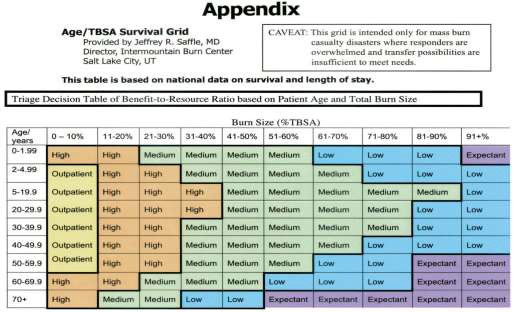 Appendix
Age/TBSA Survival Grid
Provided by Jeffrey R. Saffle, MD
Director, Intermountain Burn Center
Salt Lake City, UT
CAVEAT: This grid is intended only for mass burn
casualty disasters where responders are
overwhelmed and transfer possibilities are
insufficient to meet needs.
This table is based on national data on survival and length of stay.
Triage Decision Table of Benefit-to-Resource Ratio based on Patient Age and Total Burn Size
Burn Size (%TBSA)
Age/ years 0 – 10% 11-20% 21-30% 31-40% 41-50% 51-60% 61-70% 71-80% 81-90% 91+%
0-1.99 High High Medium Medium Medium Medium Low Low Low Expectant
2-4.99 Outpatient High High Medium Medium Medium Medium Low Low Low
5-19.9 Outpatient High High High Medium Medium Medium Medium Medium Low
20-29.9 Outpatient High High High Medium Medium Medium Medium Low Low
30-39.9 Outpatient High High Medium Medium Medium Medium Medium Low Low
40-49.9 Outpatient High High Medium Medium Medium Medium Low Low Low
50-59.9 Outpatient High High Medium Medium Medium Low Low Expectant Expectant
60-69.9 High High Medium Medium Medium Low Low Low Expectant Expectant
70+ High Medium Medium Low Low Expectant Expectant Expectant Expectant Expectant